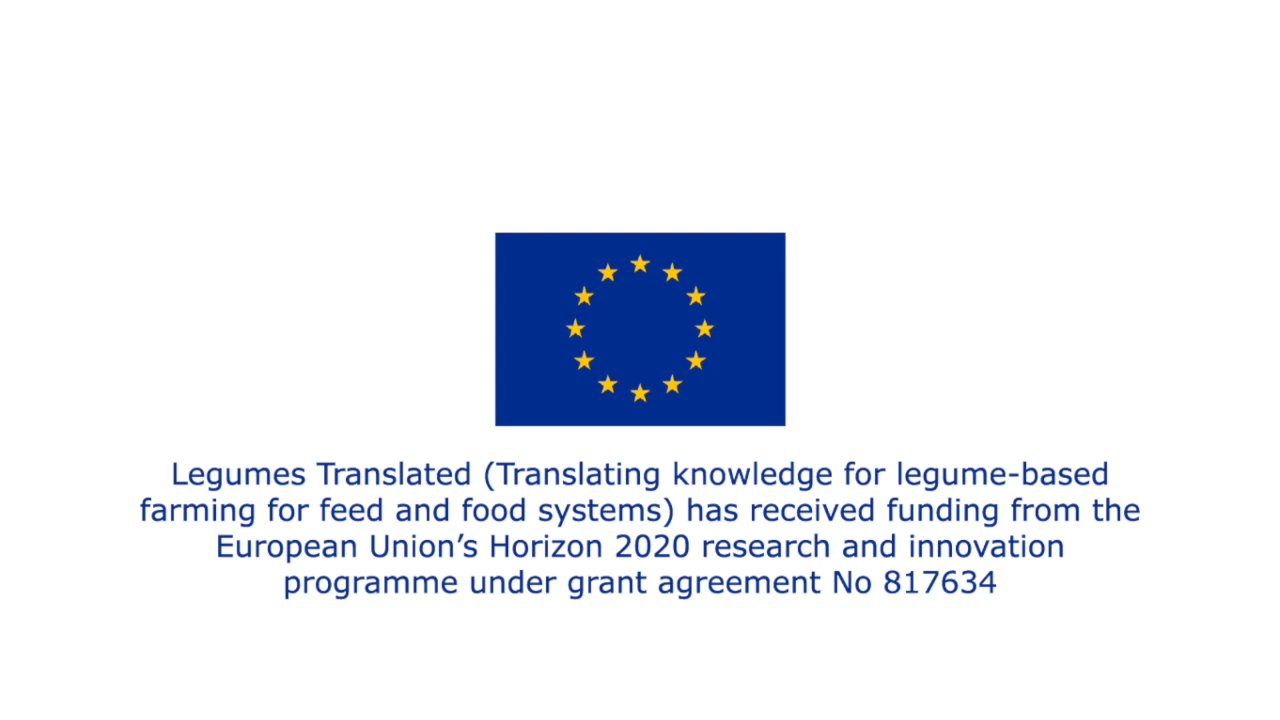 Legumes Translated (Translating knowledge for legume-based
farming for feed and food systems) has received funding from the
European Union’s Horizon 2020 research and innovation
programme under grant agreement No 817634